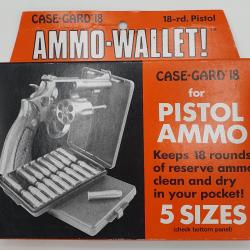 CASE-GARD 18 18-rd. Pistol
AMMO-WALLET!
CASE-GARD 18
for
PISTOL
AMMO
Keeps 18 rounds
of reserve ammo
clean and dry
in your pocket!
5 SIZES
(check bottom panel)